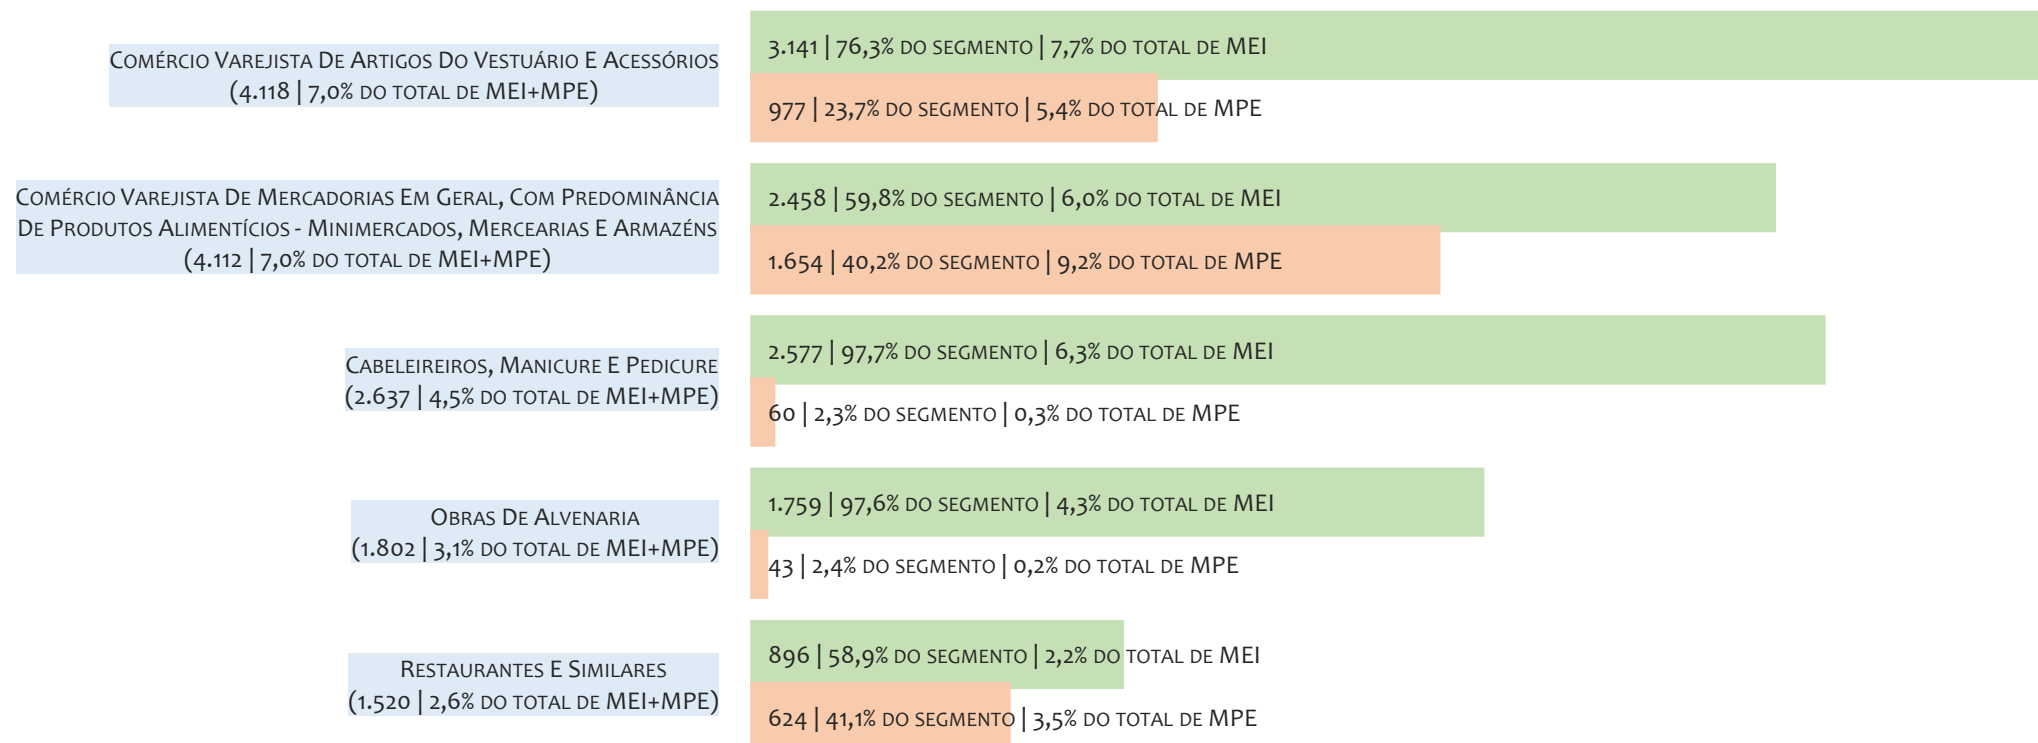 Comércio Varejista De Artigos Do Vestuário E Acessórios
(4.118 | 7,0% do total de MEI+MPE)
3.141 | 76,3% do segmento | 7,7% do total de MEI
977 | 23,7% do segmento | 5,4% do total de MPE
Comércio Varejista De Mercadorias Em Geral, Com Predominância
De Produtos Alimentícios - Minimercados, Mercearias E Armazéns
(4.112 | 7,0% do total de MEI+MPE)
2.458 | 59,8% do segmento | 6,0% do total de MEI
1.654 | 40,2% do segmento | 9,2% do total de MPE
Cabeleireiros, Manicure E Pedicure
(2.637 | 4,5% do total de MEI+MPE)
2.577 | 97,7% do segmento | 6,3% do total de MEI
60 | 2,3% do segmento | 0,3% do total de MPE
Obras De Alvenaria
(1.802 | 3,1% do total de MEI+MPE)
1.759 | 97,6% do segmento | 4,3% do total de MEI
43 | 2,4% do segmento | 0,2% do total de MPE
Restaurantes E Similares
(1.520 | 2,6% do total de MEI+MPE)
896 | 58,9% do segmento | 2,2% do total de MEI
624 | 41,1% do segmento | 3,5% do total de MPE